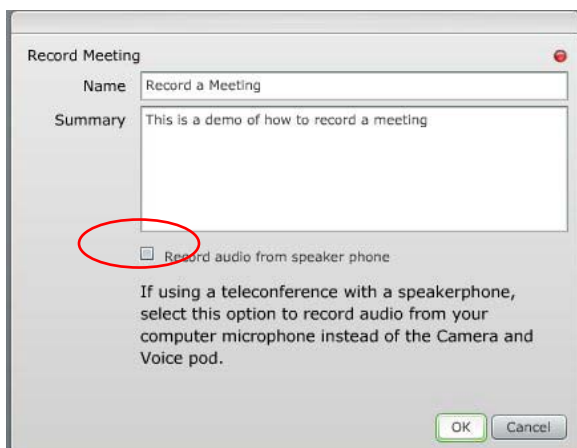 Record Meeting
Name Record a Meeting
Summary This is a demo of how to record a meeting
Record audio from speaker phone
If using a teleconference with a speakerphone,
select this option to record audio from your
computer microphone instead of the Camera and
Voice pod.
OK Cancel